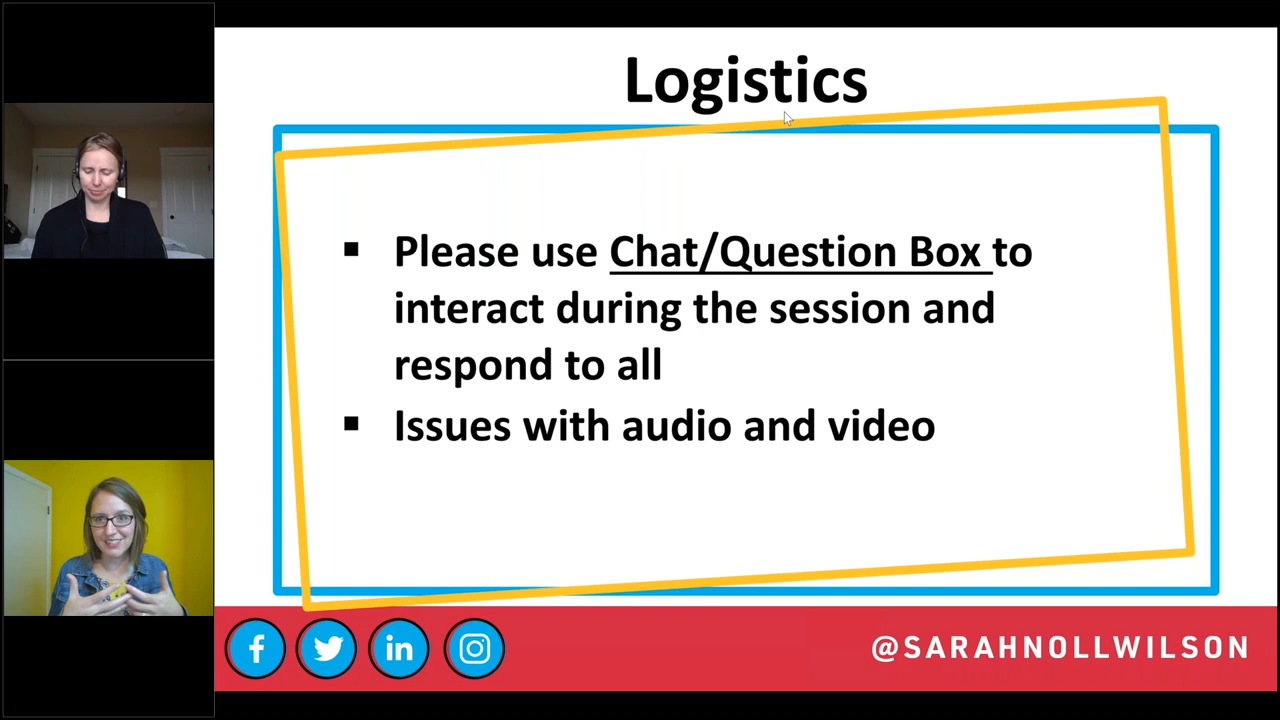 Logistics
▪ Please use Chat/Question Box to
interact during the session and
respond to all
▪ Issues with audio and video
@SARAHNOLLWILSON